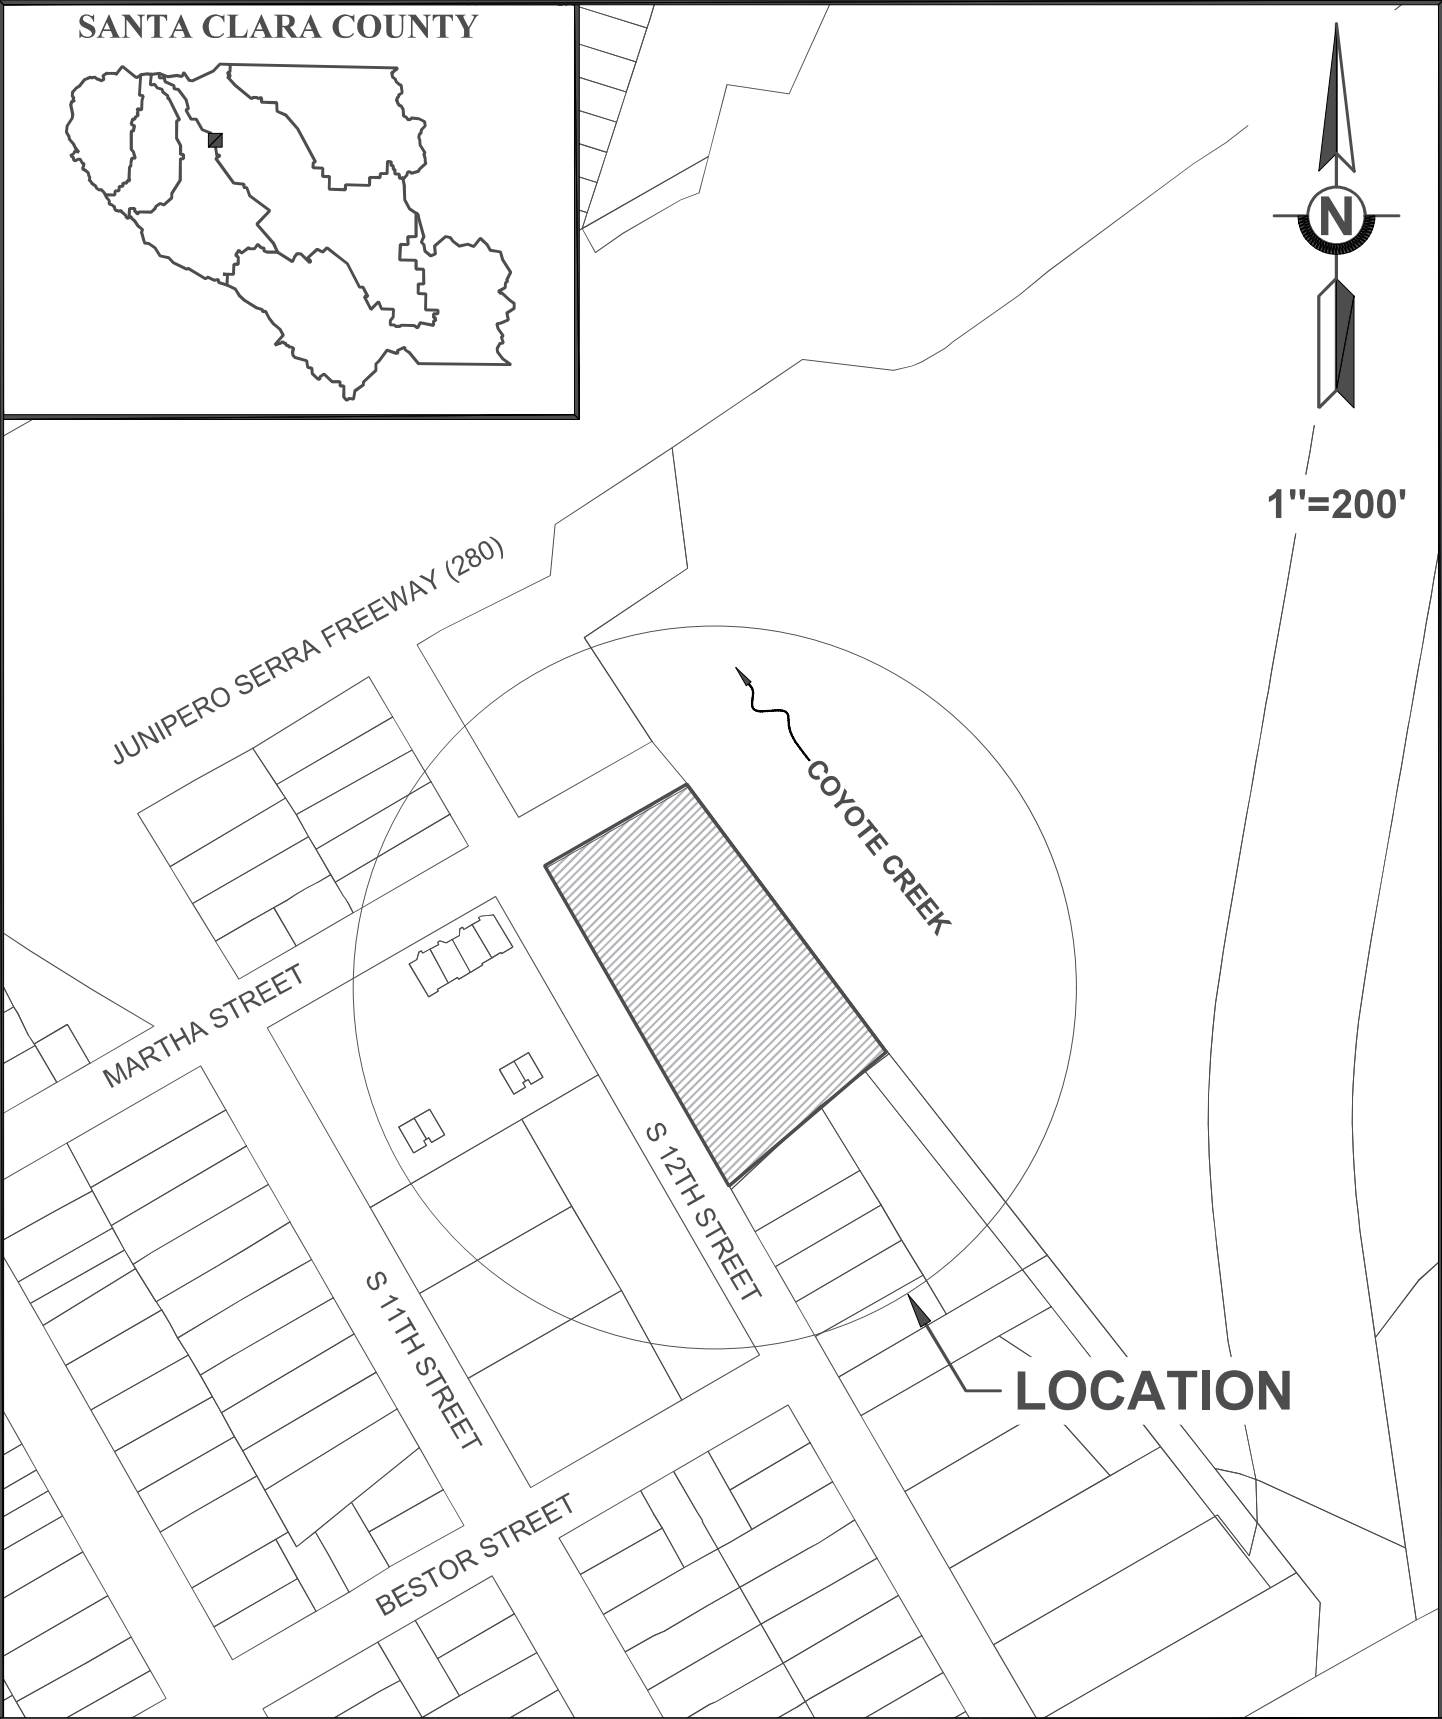 SANTA CLARA COUNTY
N
1"=200'
JUNIPERO SERRA FREEWAY (280)
COYOTE CREEK
MARTHA STREET
S 12TH STREET
S 11TH STREET
LOCATION
BESTOR STREET